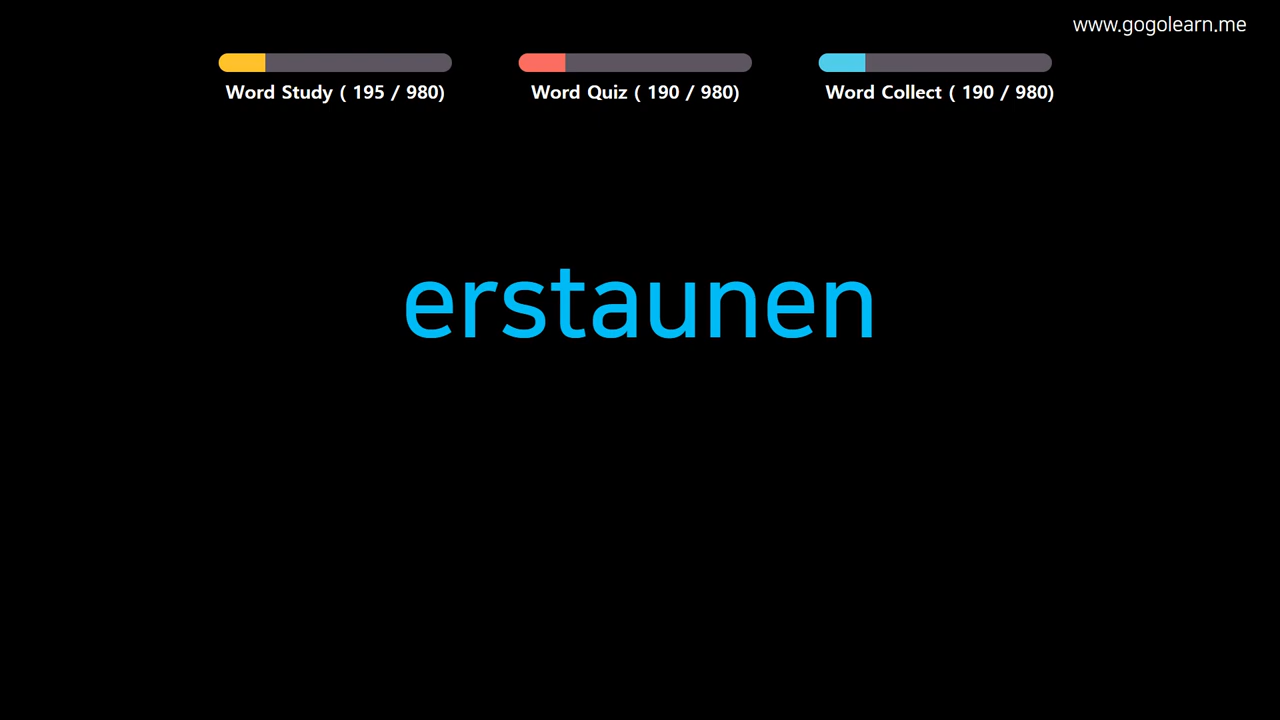 www.gogolearn.me
Word Study ( 195 / 980)
Word Quiz ( 190 / 980)
Word Collect ( 190 / 980)
erstaunen